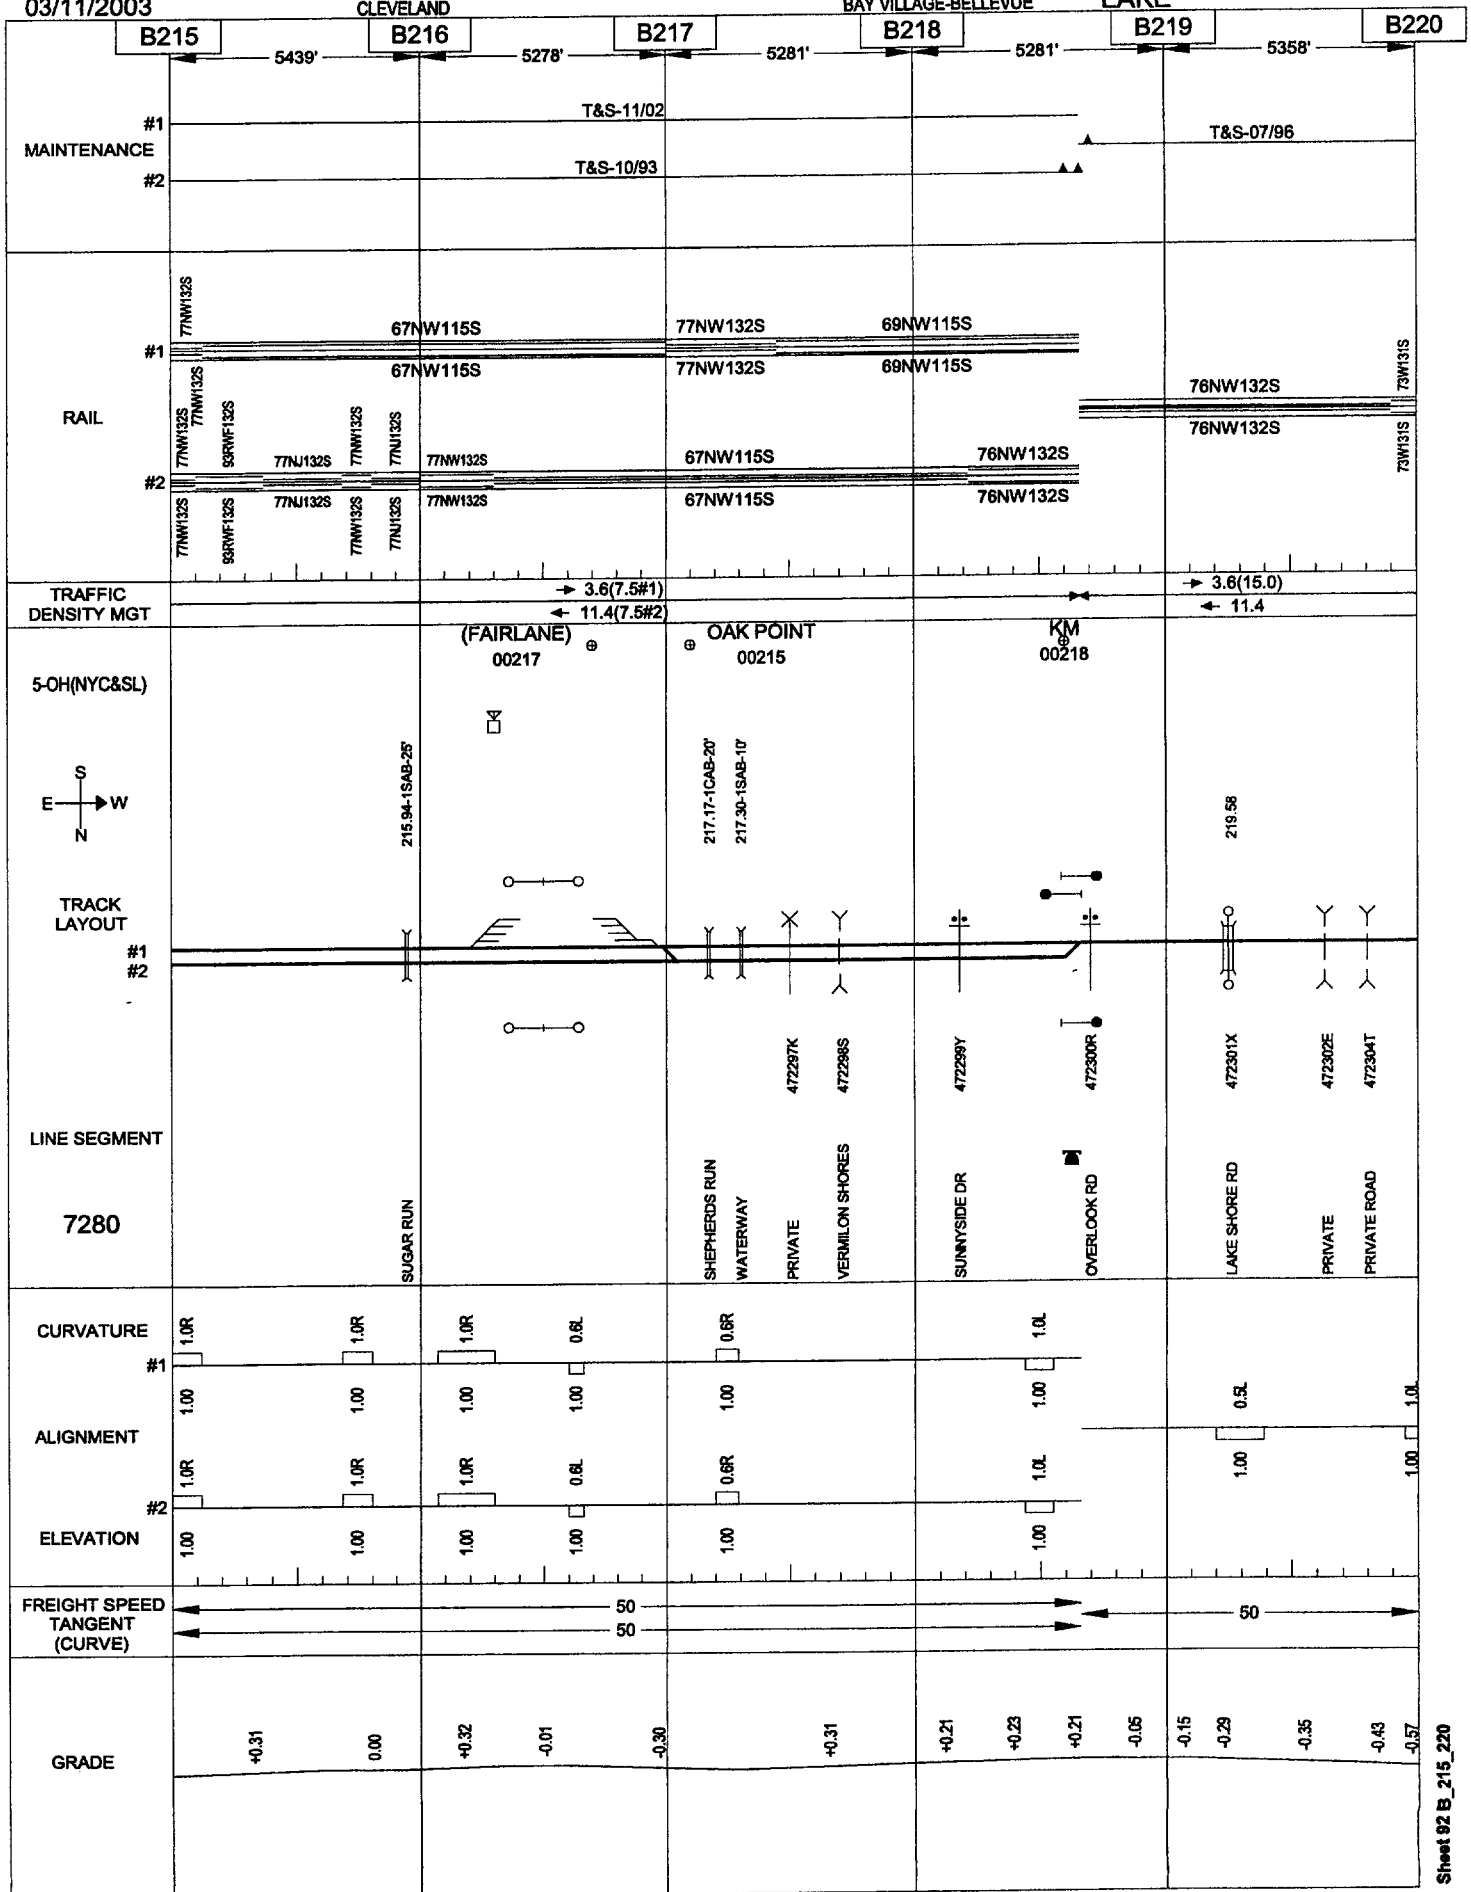 03/11/2003 CLEVELAND BAY VILLAGE-BELLEVUE LAKE
B215 B216 B217 B218 B219 B220
5439' 5278' 5281' 5281' 5358'
MAINTENANCE
#1 T&S-11/02
T&S-07/96
#2 T&S-10/93
RAIL
77NW132S
67NW115S 77NW132S 69NW115S
#1
67NW115S 77NW132S 69NW115S
77NW132S
76NW132S 73W131S
76NW132S 73W131S
77NW132S 93RWF132S 77NJ132S 77NW132S 77NJ132S 77NW132S 67NW115S 76NW132S
#2
77NW132S 93RWF132S 77NJ132S 77NW132S 77NJ132S 77NW132S 67NW115S 76NW132S
TRAFFIC
DENSITY MGT
3.6(7.5#1) 3.6(15.0)
11.4(7.5#2) 11.4
(FAIRLANE) OAK POINT KM
00217 00215 00218
5-OH(NYC&SL)
S
E W
N
215.94-1SAB-25'
217.17-1CAB-20'
217.30-1SAB-10'
219.58
TRACK
LAYOUT
#1
#2
472297K
472298S
472299Y
472300R
472301X
472302E
472304T
LINE SEGMENT
7280
SUGAR RUN
SHEPHERDS RUN
WATERWAY
PRIVATE
VERMILON SHORES
SUNNYSIDE DR
OVERLOOK RD
LAKE SHORE RD
PRIVATE
PRIVATE ROAD
CURVATURE
1.0R 1.0R 1.0R 0.6L 0.6R 1.0L
#1
1.00 1.00 1.00 1.00 1.00 1.00
0.5L 1.0L
ALIGNMENT
1.00 1.00
1.0R 1.0R 1.0R 0.6L 0.6R 1.0L
#2
ELEVATION
1.00 1.00 1.00 1.00 1.00 1.00
FREIGHT SPEED
TANGENT
(CURVE)
50 50
50
GRADE
+0.31 0.00 +0.32 -0.01 -0.30 +0.31 +0.21 +0.23 +0.21 -0.05 -0.15 -0.29 -0.35 -0.43 -0.57
Sheet 92 B_215_220